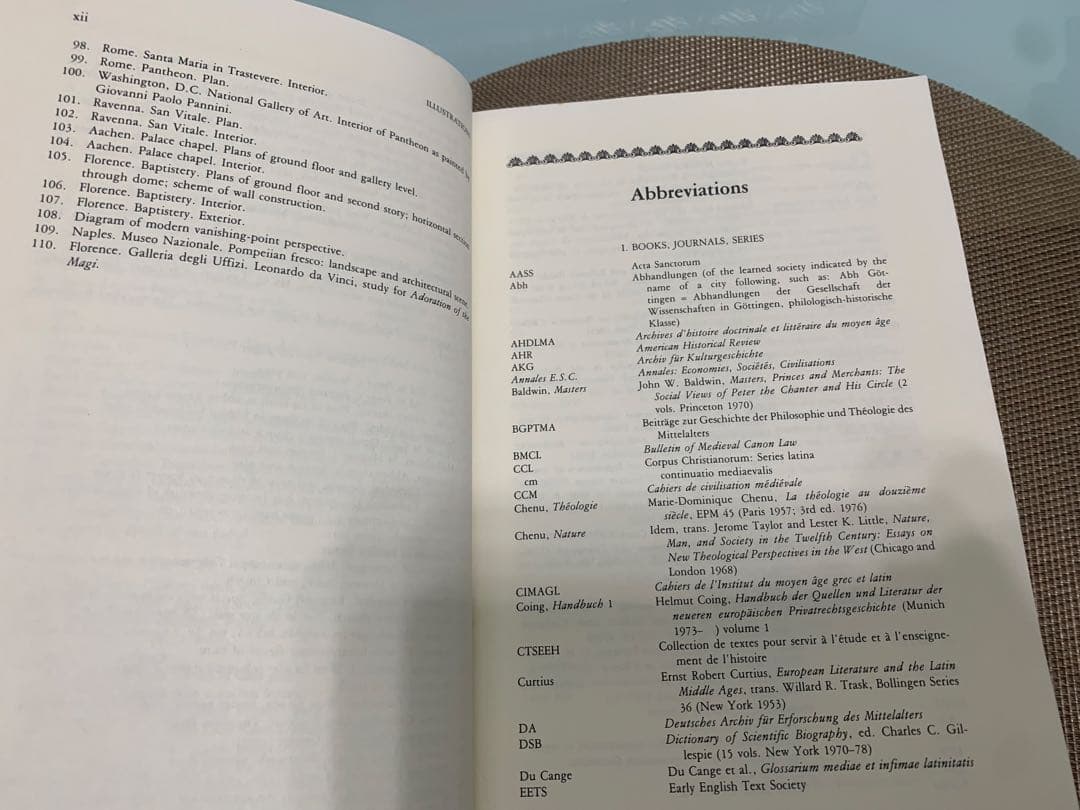 xii
ILLUSTRATIONS
98. Rome. Santa Maria in Trastevere. Interior.
99. Rome. Pantheon. Plan.
100. Washington, D.C. National Gallery of Art. Interior of Pantheon as painted by
Giovanni Paolo Pannini.
101. Ravenna. San Vitale. Plan.
102. Ravenna. San Vitale. Interior.
103. Aachen. Palace chapel. Plans of ground floor and gallery level.
104. Aachen. Palace chapel. Interior.
105. Florence. Baptistery. Plans of ground floor and second story; horizontal section
through dome; scheme of wall construction.
106. Florence. Baptistery. Interior.
107. Florence. Baptistery. Exterior.
108. Diagram of modern vanishing-point perspective.
109. Naples. Museo Nazionale. Pompeiian fresco: landscape and architectural scene.
110. Florence. Galleria degli Uffizi. Leonardo da Vinci, study for Adoration of the
Magi.
Abbreviations
1. BOOKS, JOURNALS, SERIES
AASS Acta Sanctorum
Abh Abhandlungen (of the learned society indicated by the
name of a city following, such as: Abh Göt-
tingen = Abhandlungen der Gesellschaft der
Wissenschaften in Göttingen, philologisch-historische
Klasse)
AHDLMA Archives d'histoire doctrinale et littéraire du moyen âge
AHR American Historical Review
AKG Archiv für Kulturgeschichte
Annales E.S.C. Annales: Economies, Sociétés, Civilisations
Baldwin, Masters John W. Baldwin, Masters, Princes and Merchants: The
Social Views of Peter the Chanter and His Circle (2
vols. Princeton 1970)
BGPTMA Beiträge zur Geschichte der Philosophie und Théologie des
Mittelalters
BMCL Bulletin of Medieval Canon Law
CCL Corpus Christianorum: Series latina
cm continuatio mediaevalis
CCM Cahiers de civilisation médiévale
Chenu, Théologie Marie-Dominique Chenu, La théologie au douzième
siècle, EPM 45 (Paris 1957; 3rd ed. 1976)
Chenu, Nature Idem, trans. Jerome Taylor and Lester K. Little, Nature,
Man, and Society in the Twelfth Century: Essays on
New Theological Perspectives in the West (Chicago and
London 1968)
CIMAGL Cahiers de l'Institut du moyen âge grec et latin
Coing, Handbuch 1 Helmut Coing, Handbuch der Quellen und Literatur der
neueren europäischen Privatrechtsgeschichte (Munich
1973– ) volume 1
CTSEEH Collection de textes pour servir à l'étude et à l'enseigne-
ment de l'histoire
Curtius Ernst Robert Curtius, European Literature and the Latin
Middle Ages, trans. Willard R. Trask, Bollingen Series
36 (New York 1953)
DA Deutsches Archiv für Erforschung des Mittelalters
DSB Dictionary of Scientific Biography, ed. Charles C. Gil-
lespie (15 vols. New York 1970–78)
Du Cange Du Cange et al., Glossarium mediae et infimae latinitatis
EETS Early English Text Society